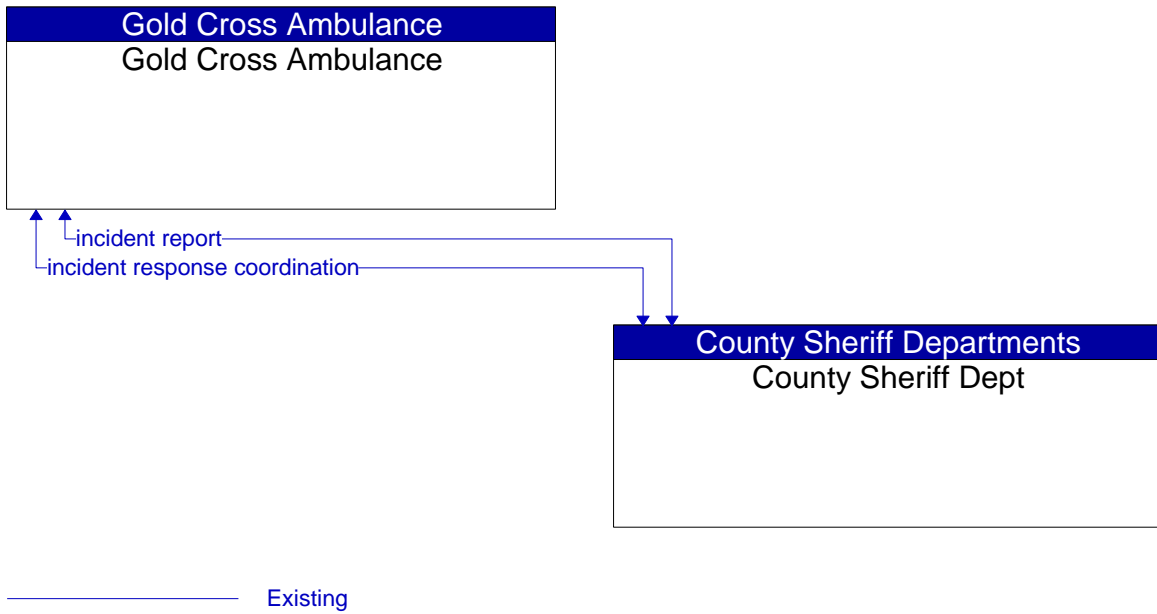 Gold Cross Ambulance
Gold Cross Ambulance
incident report
incident response coordination
County Sheriff Departments
County Sheriff Dept
Existing